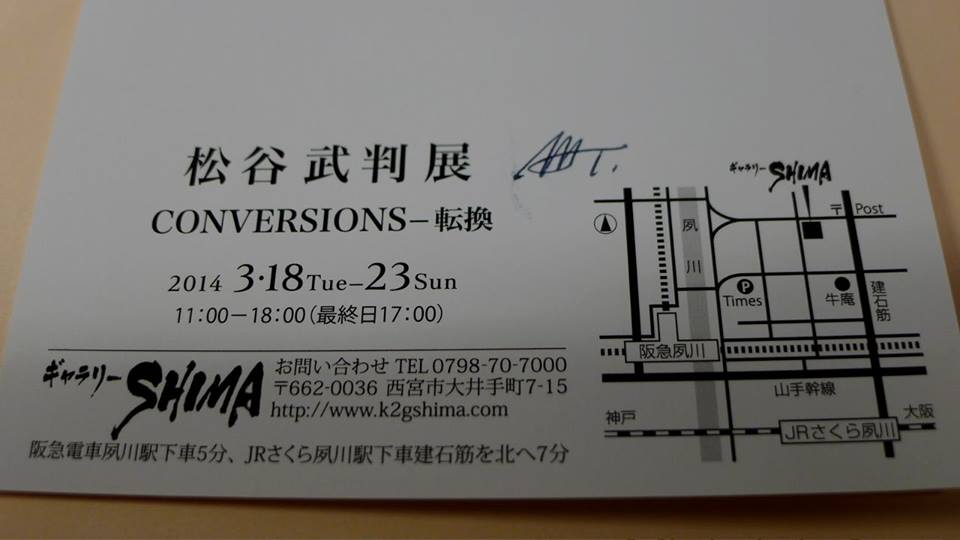 松谷武判展
CONVERSIONS−転換
2014 3·18Tue−23Sun
11:00−18:00(最終日17:00)
ギャラリーSHIMA
お問い合わせ TEL 0798-70-7000
〒662-0036 西宮市大井手町7-15
http://www.k2gshima.com
阪急電車夙川駅下車5分、JRさくら夙川駅下車建石筋を北へ7分
ギャラリーSHIMA
〒Post
夙川
P
Times
牛庵
建石筋
阪急夙川
山手幹線
神戸
大阪
JRさくら夙川